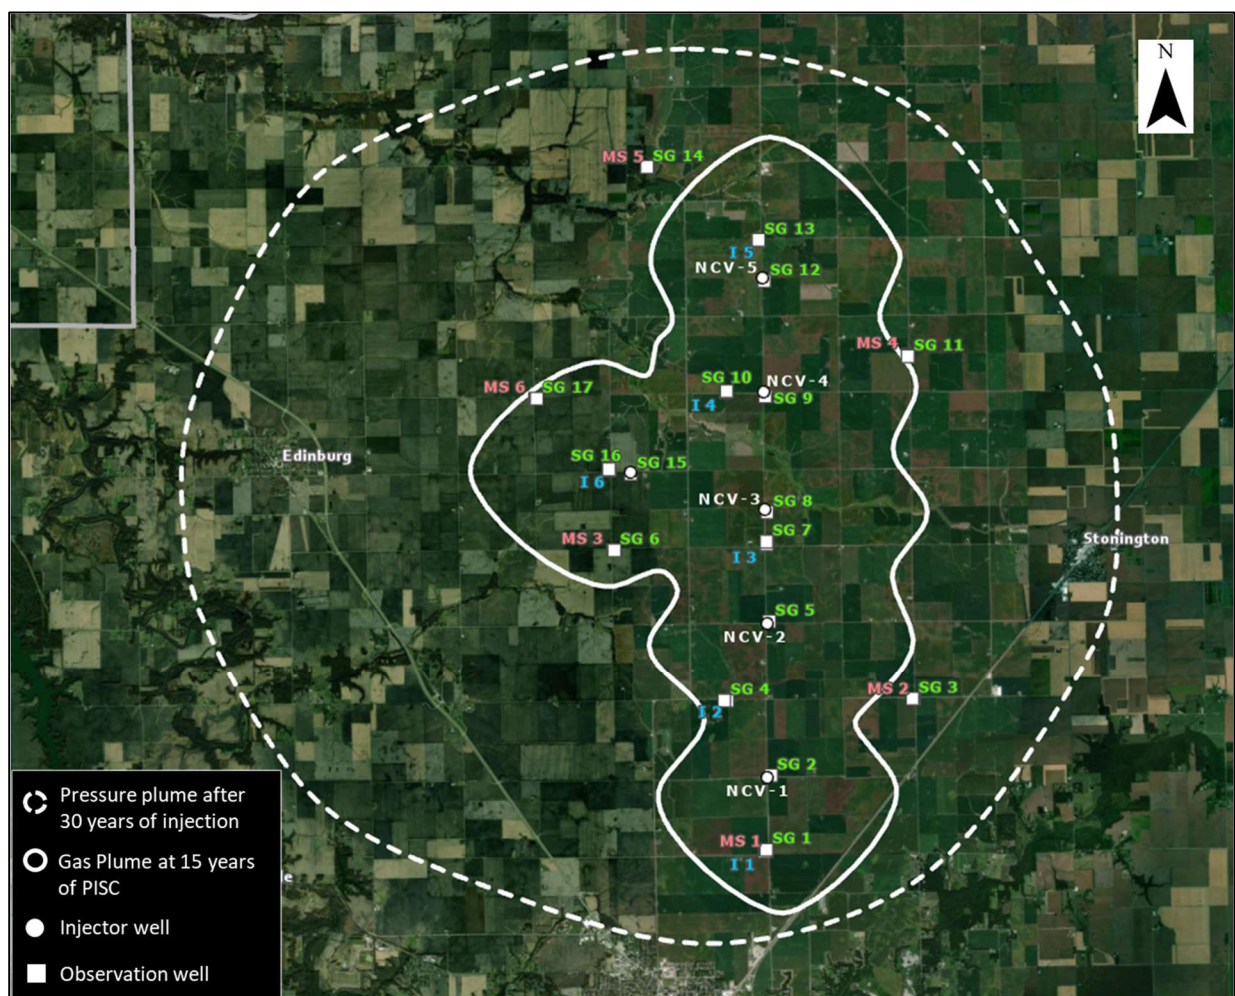 N
MS 5 SG 14
SG 13
I 5
NCV-5 SG 12
MS 4 SG 11
SG 10 NCV-4
MS 6 SG 17
I 4 SG 9
Edinburg
SG 16 SG 15
I 6
NCV-3 SG 8
SG 7
MS 3 SG 6
I 3
Stonington
SG 5
NCV-2
SG 4
MS 2 SG 3
I 2
SG 2
NCV-1
MS 1 SG 1
I 1
le
Pressure plume after
30 years of injection
Gas Plume at 15 years
of PISC
Injector well
Observation well